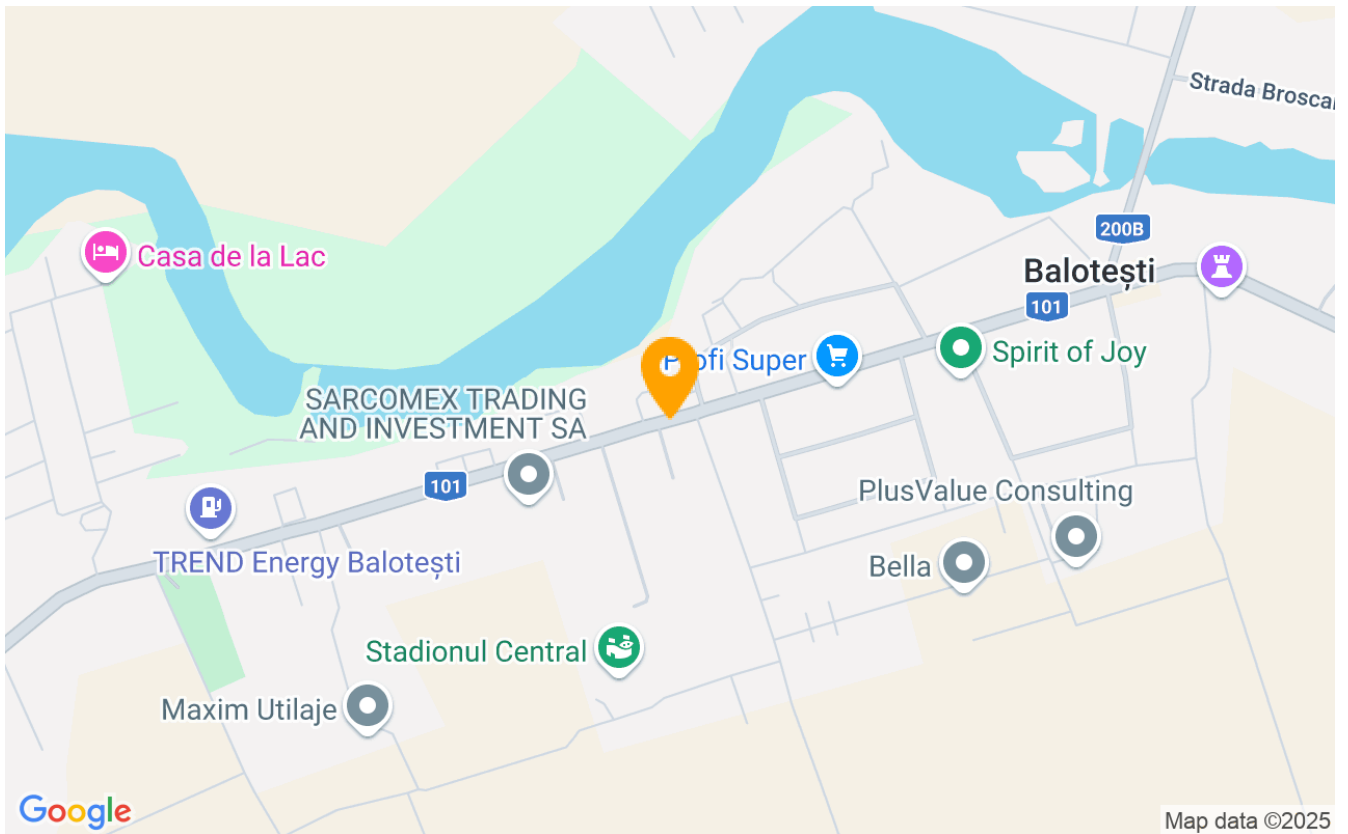 Strada Broscar
200B
Casa de la Lac
Balotești
101
Profi Super
Spirit of Joy
SARCOMEX TRADING
AND INVESTMENT SA
101
PlusValue Consulting
TREND Energy Balotești
Bella
Stadionul Central
Maxim Utilaje
Google
Map data ©2025